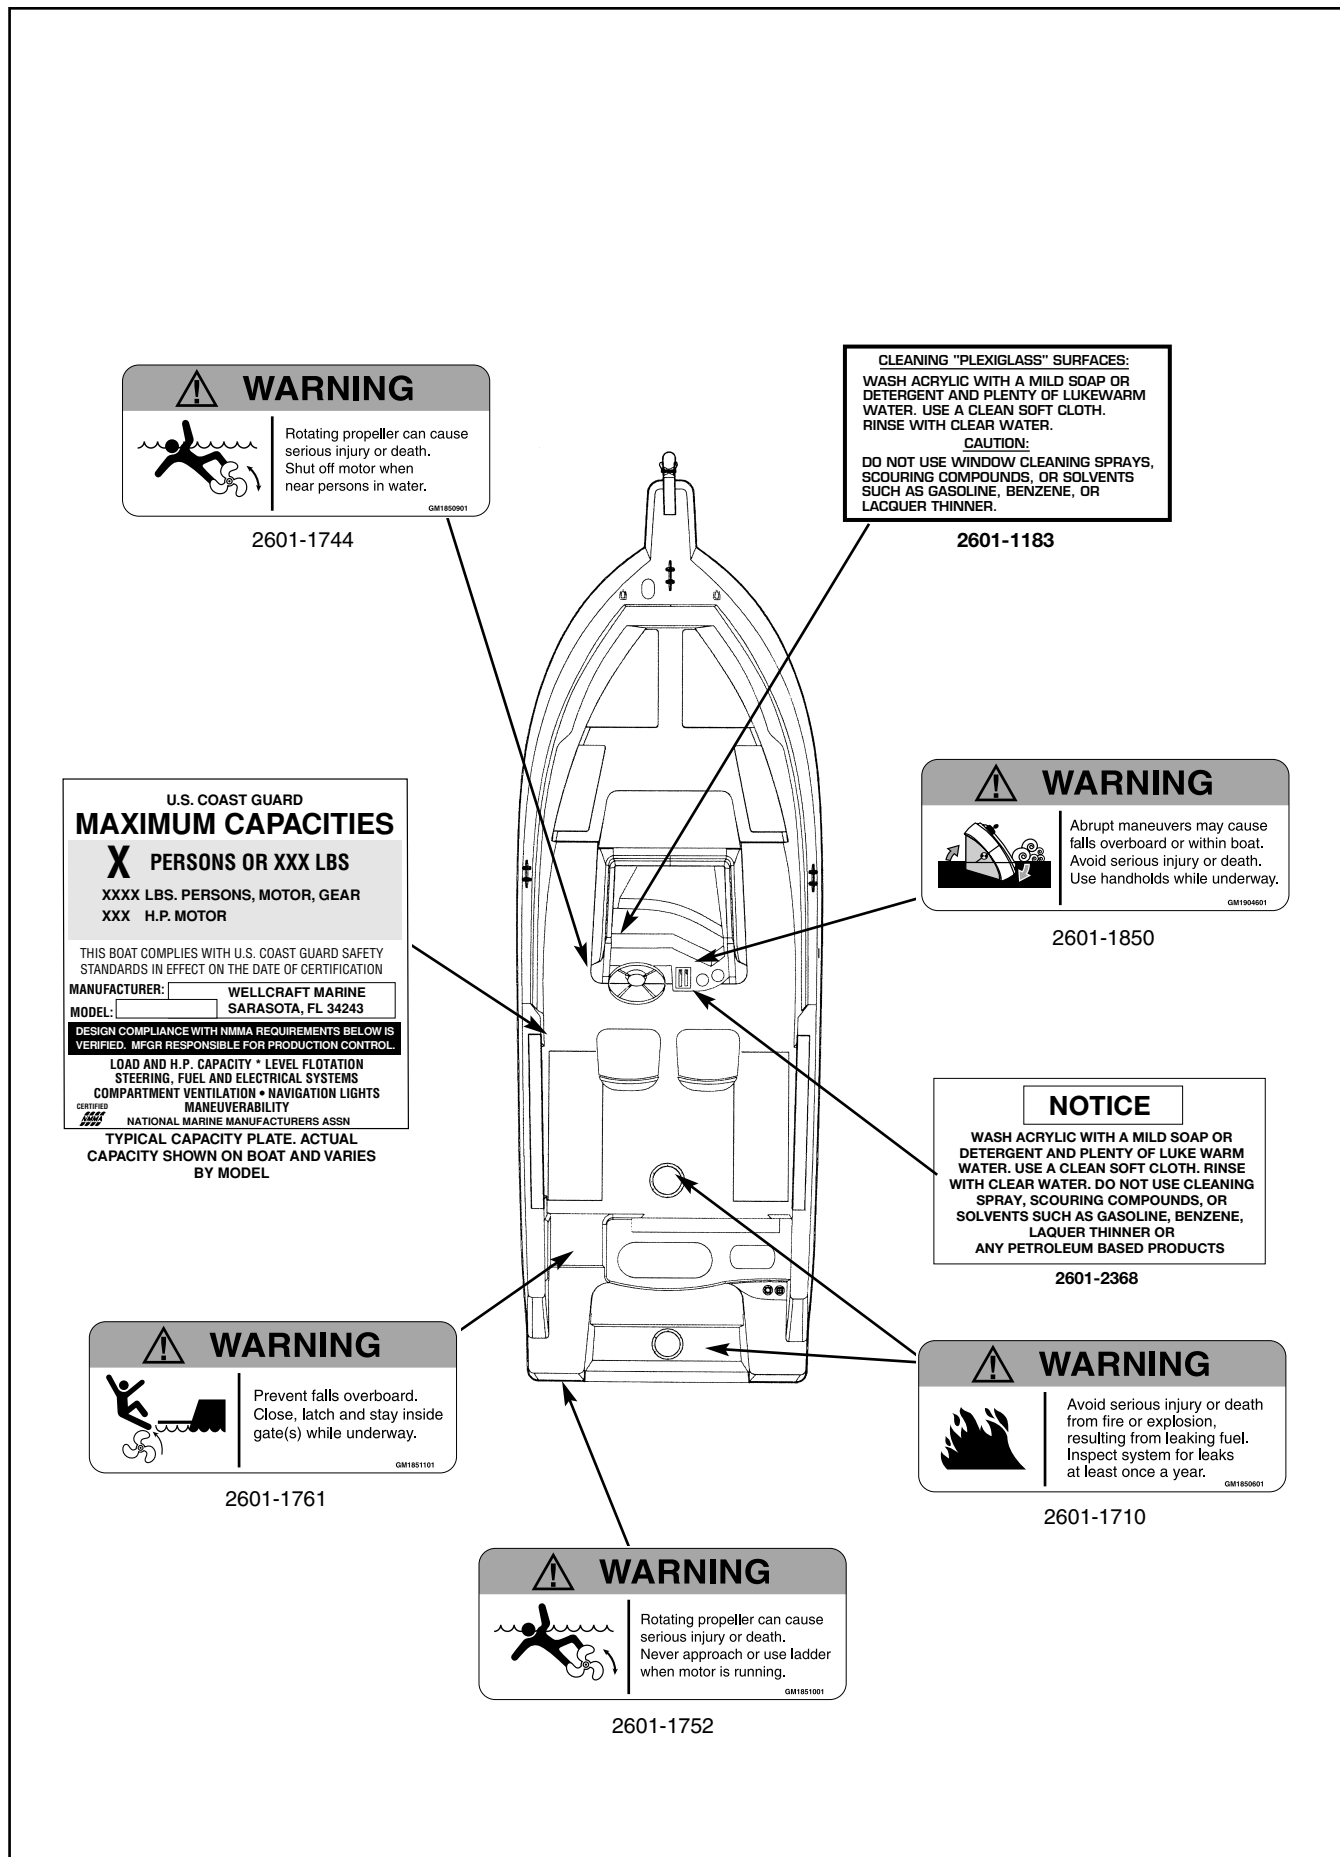 WARNING
Rotating propeller can cause
serious injury or death.
Shut off motor when
near persons in water.
GM1850901
2601-1744
CLEANING "PLEXIGLASS" SURFACES:
WASH ACRYLIC WITH A MILD SOAP OR
DETERGENT AND PLENTY OF LUKEWARM
WATER. USE A CLEAN SOFT CLOTH.
RINSE WITH CLEAR WATER.
CAUTION:
DO NOT USE WINDOW CLEANING SPRAYS,
SCOURING COMPOUNDS, OR SOLVENTS
SUCH AS GASOLINE, BENZENE, OR
LACQUER THINNER.
2601-1183
U.S. COAST GUARD
MAXIMUM CAPACITIES
X PERSONS OR XXX LBS
XXXX LBS. PERSONS, MOTOR, GEAR
XXX H.P. MOTOR
THIS BOAT COMPLIES WITH U.S. COAST GUARD SAFETY
STANDARDS IN EFFECT ON THE DATE OF CERTIFICATION
MANUFACTURER: WELLCRAFT MARINE
MODEL: SARASOTA, FL 34243
DESIGN COMPLIANCE WITH NMMA REQUIREMENTS BELOW IS
VERIFIED. MFGR RESPONSIBLE FOR PRODUCTION CONTROL.
LOAD AND H.P. CAPACITY * LEVEL FLOTATION
STEERING, FUEL AND ELECTRICAL SYSTEMS
COMPARTMENT VENTILATION • NAVIGATION LIGHTS
MANEUVERABILITY
CERTIFIED
NMMA
NATIONAL MARINE MANUFACTURERS ASSN
TYPICAL CAPACITY PLATE. ACTUAL
CAPACITY SHOWN ON BOAT AND VARIES
BY MODEL
WARNING
Abrupt maneuvers may cause
falls overboard or within boat.
Avoid serious injury or death.
Use handholds while underway.
GM1904601
2601-1850
NOTICE
WASH ACRYLIC WITH A MILD SOAP OR
DETERGENT AND PLENTY OF LUKE WARM
WATER. USE A CLEAN SOFT CLOTH. RINSE
WITH CLEAR WATER. DO NOT USE CLEANING
SPRAY, SCOURING COMPOUNDS, OR
SOLVENTS SUCH AS GASOLINE, BENZENE,
LAQUER THINNER OR
ANY PETROLEUM BASED PRODUCTS
2601-2368
WARNING
Prevent falls overboard.
Close, latch and stay inside
gate(s) while underway.
GM1851101
2601-1761
WARNING
Avoid serious injury or death
from fire or explosion,
resulting from leaking fuel.
Inspect system for leaks
at least once a year.
GM1850601
2601-1710
WARNING
Rotating propeller can cause
serious injury or death.
Never approach or use ladder
when motor is running.
GM1851001
2601-1752